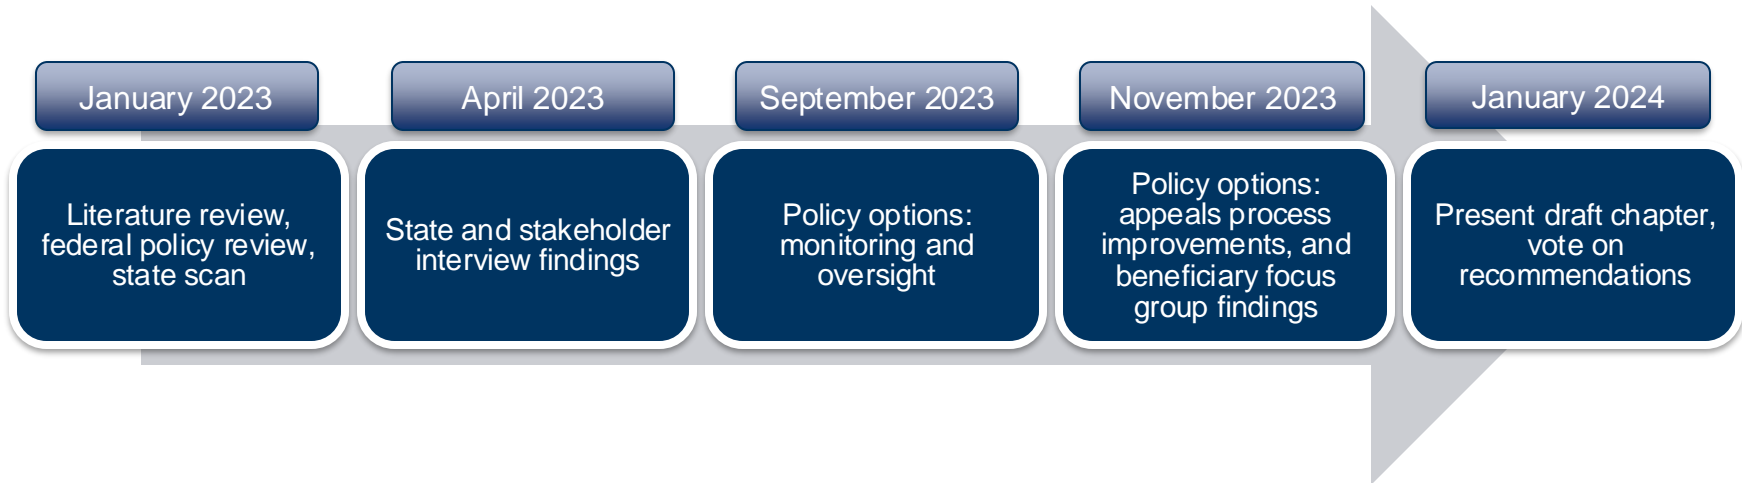 January 2023
Literature review,
federal policy review,
state scan
April 2023
State and stakeholder
interview findings
September 2023
Policy options:
monitoring and
oversight
November 2023
Policy options:
appeals process
improvements, and
beneficiary focus
group findings
January 2024
Present draft chapter,
vote on
recommendations